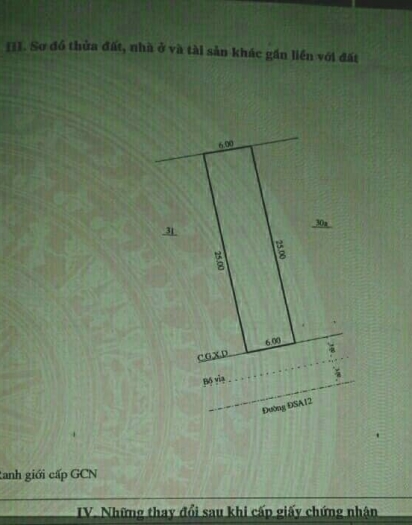 III. Sơ đồ thửa đất, nhà ở và tài sản khác gắn liền với đất
6.00
31
30a
25.00
25.00
6.00
C.G.X.D
Bó vỉa
Đường ĐSA12
Ranh giới cấp GCN
IV. Những thay đổi sau khi cấp giấy chứng nhận